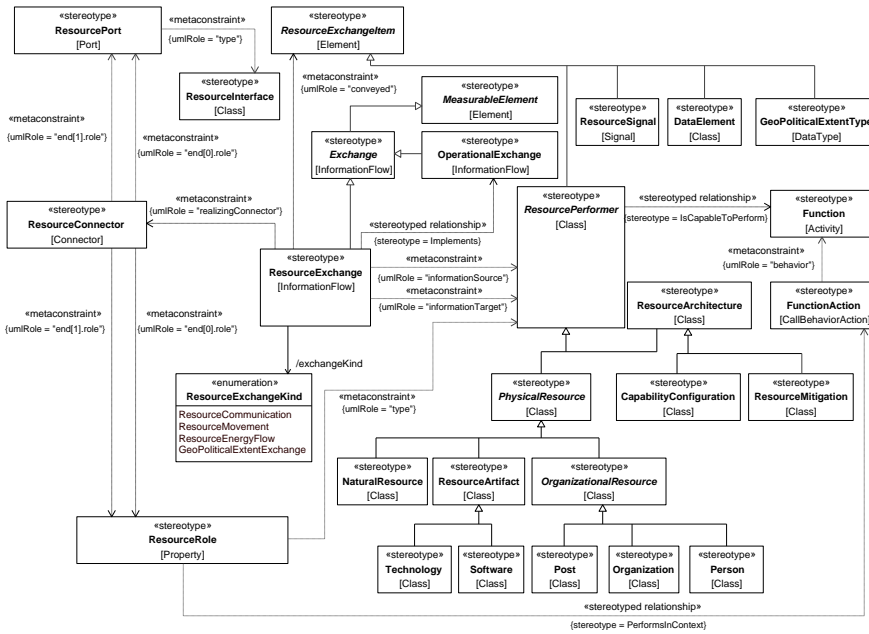 «stereotype»
ResourcePort
[Port]
«metaconstraint»
{umlRole = "type"}
«stereotype»
ResourceInterface
[Class]
«stereotype»
ResourceExchangeItem
[Element]
«metaconstraint»
{umlRole = "conveyed"}
«stereotype»
MeasurableElement
[Element]
«stereotype»
ResourceSignal
[Signal]
«stereotype»
DataElement
[Class]
«stereotype»
GeoPoliticalExtentType
[DataType]
«metaconstraint»
{umlRole = "end[1].role"}
«metaconstraint»
{umlRole = "end[0].role"}
«stereotype»
Exchange
[InformationFlow]
«stereotype»
OperationalExchange
[InformationFlow]
«stereotype»
ResourceConnector
[Connector]
«metaconstraint»
{umlRole = "realizingConnector"}
«stereotype»
ResourceExchange
[InformationFlow]
«stereotyped relationship»
{stereotype = Implements}
«metaconstraint»
{umlRole = "informationSource"}
«metaconstraint»
{umlRole = "informationTarget"}
«stereotype»
ResourcePerformer
[Class]
«stereotyped relationship»
{stereotype = IsCapableToPerform}
«stereotype»
Function
[Activity]
«metaconstraint»
{umlRole = "behavior"}
«stereotype»
ResourceArchitecture
[Class]
«stereotype»
FunctionAction
[CallBehaviorAction]
«metaconstraint»
{umlRole = "end[1].role"}
«metaconstraint»
{umlRole = "end[0].role"}
/exchangeKind
«enumeration»
ResourceExchangeKind
ResourceCommunication
ResourceMovement
ResourceEnergyFlow
GeoPoliticalExtentExchange
«metaconstraint»
{umlRole = "type"}
«stereotype»
PhysicalResource
[Class]
«stereotype»
CapabilityConfiguration
[Class]
«stereotype»
ResourceMitigation
[Class]
«stereotype»
NaturalResource
[Class]
«stereotype»
ResourceArtifact
[Class]
«stereotype»
OrganizationalResource
[Class]
«stereotype»
ResourceRole
[Property]
«stereotype»
Technology
[Class]
«stereotype»
Software
[Class]
«stereotype»
Post
[Class]
«stereotype»
Organization
[Class]
«stereotype»
Person
[Class]
«stereotyped relationship»
{stereotype = PerformsInContext}